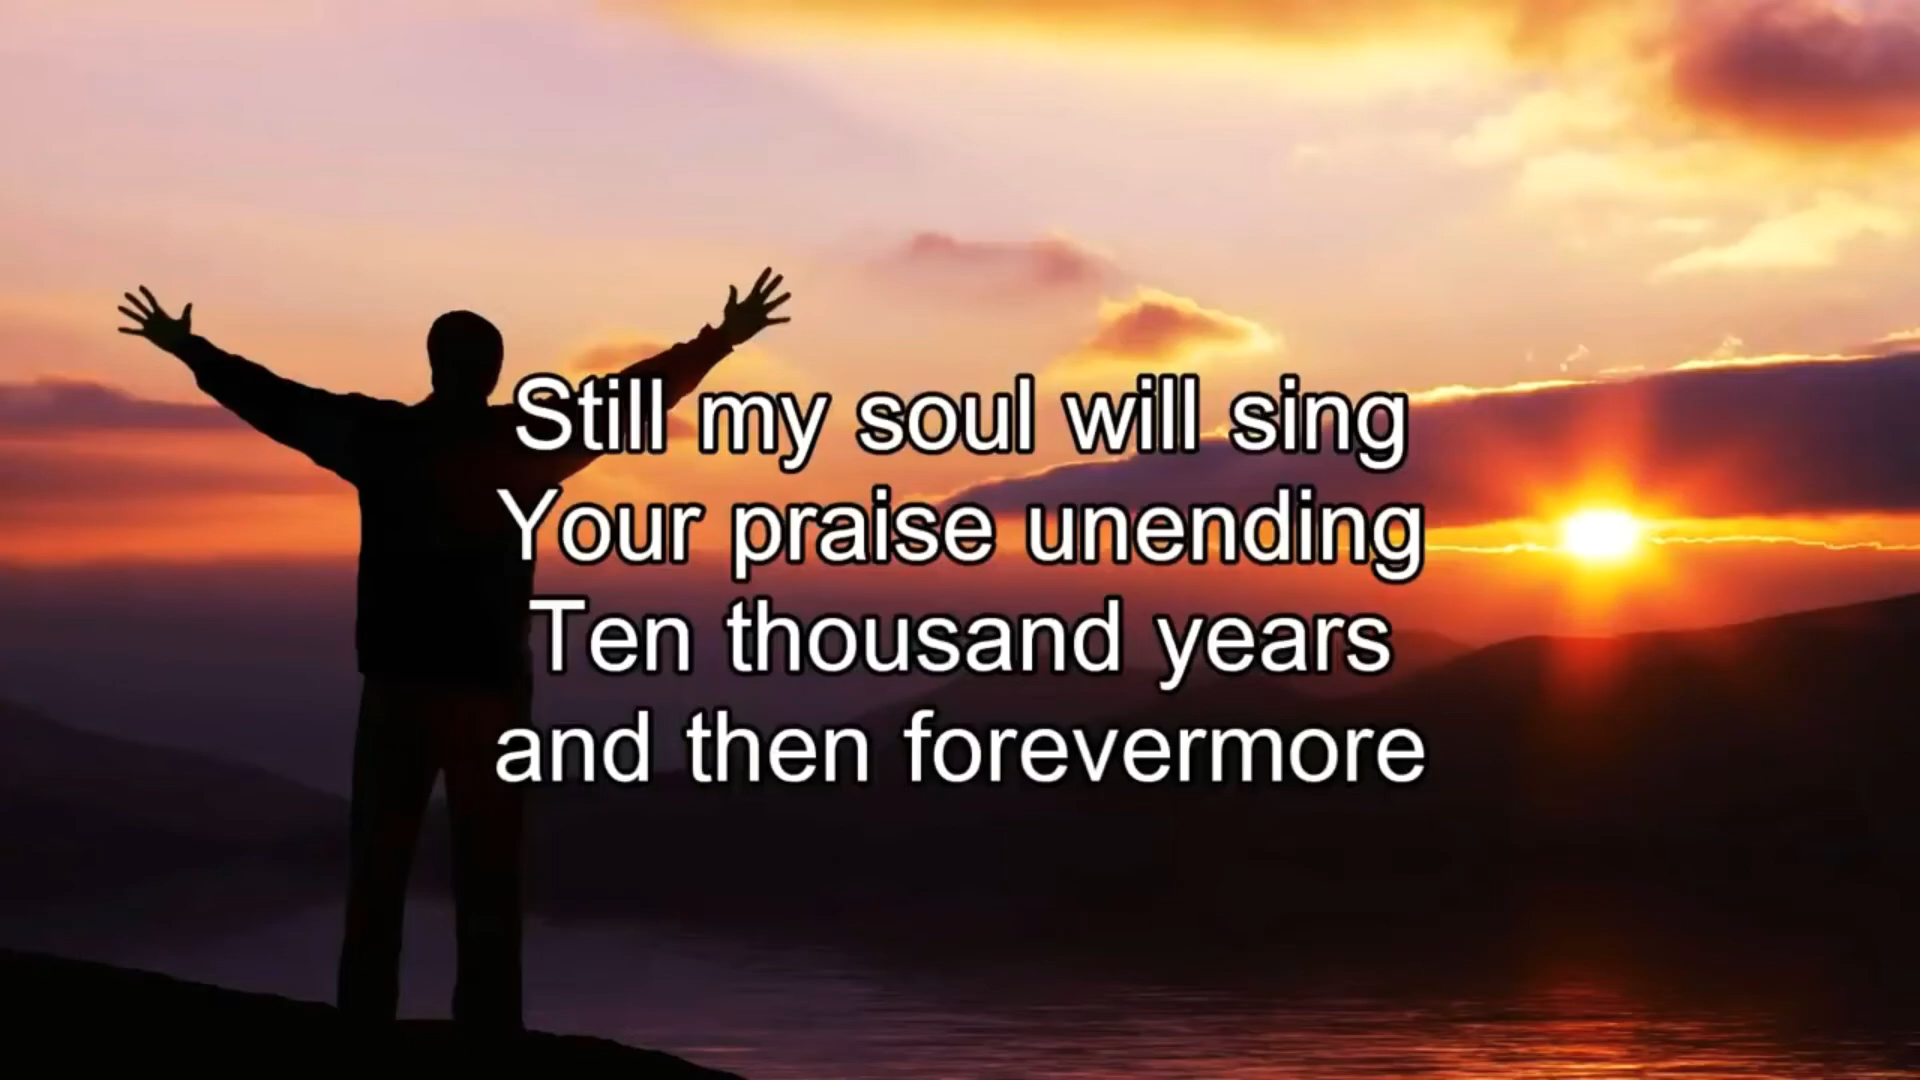 Still my soul will sing
Your praise unending
Ten thousand years
and then forevermore